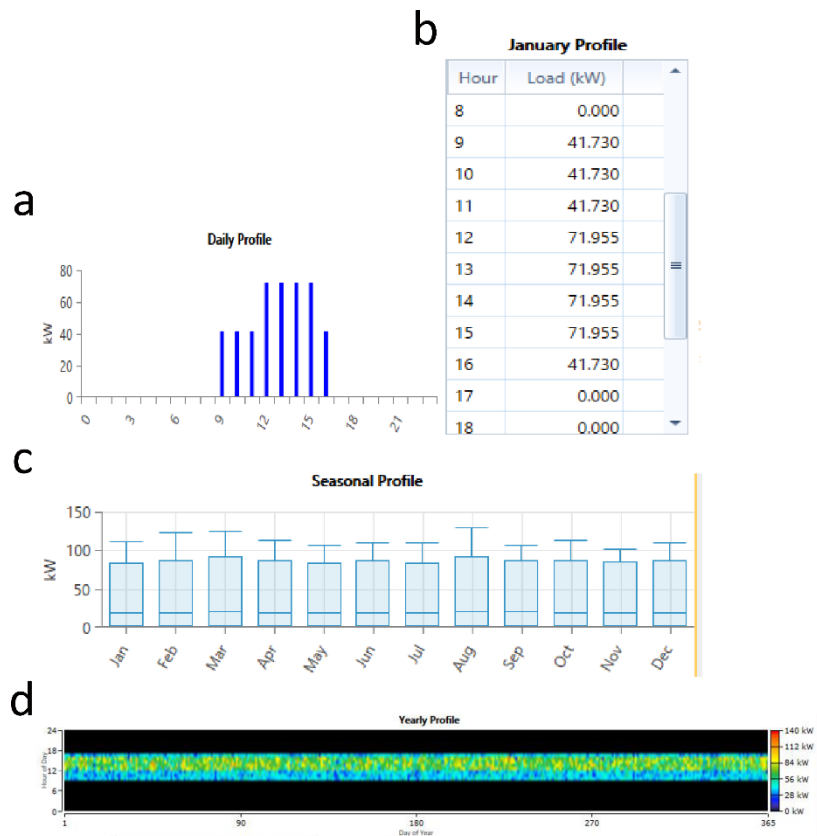 b
January Profile
Hour Load (kW)
8 0.000
9 41.730
10 41.730
11 41.730
12 71.955
13 71.955
14 71.955
15 71.955
16 41.730
17 0.000
18 0.000
a
Daily Profile
kW
80
60
40
20
0
0 3 6 9 12 15 18 21
c
Seasonal Profile
kW
150
100
50
0
Jan Feb Mar Apr May Jun Jul Aug Sep Oct Nov Dec
d
Yearly Profile
Hour of Day
24
18
12
6
0
1 90 180 270 365
Day of Year
140 kW
112 kW
84 kW
56 kW
28 kW
0 kW